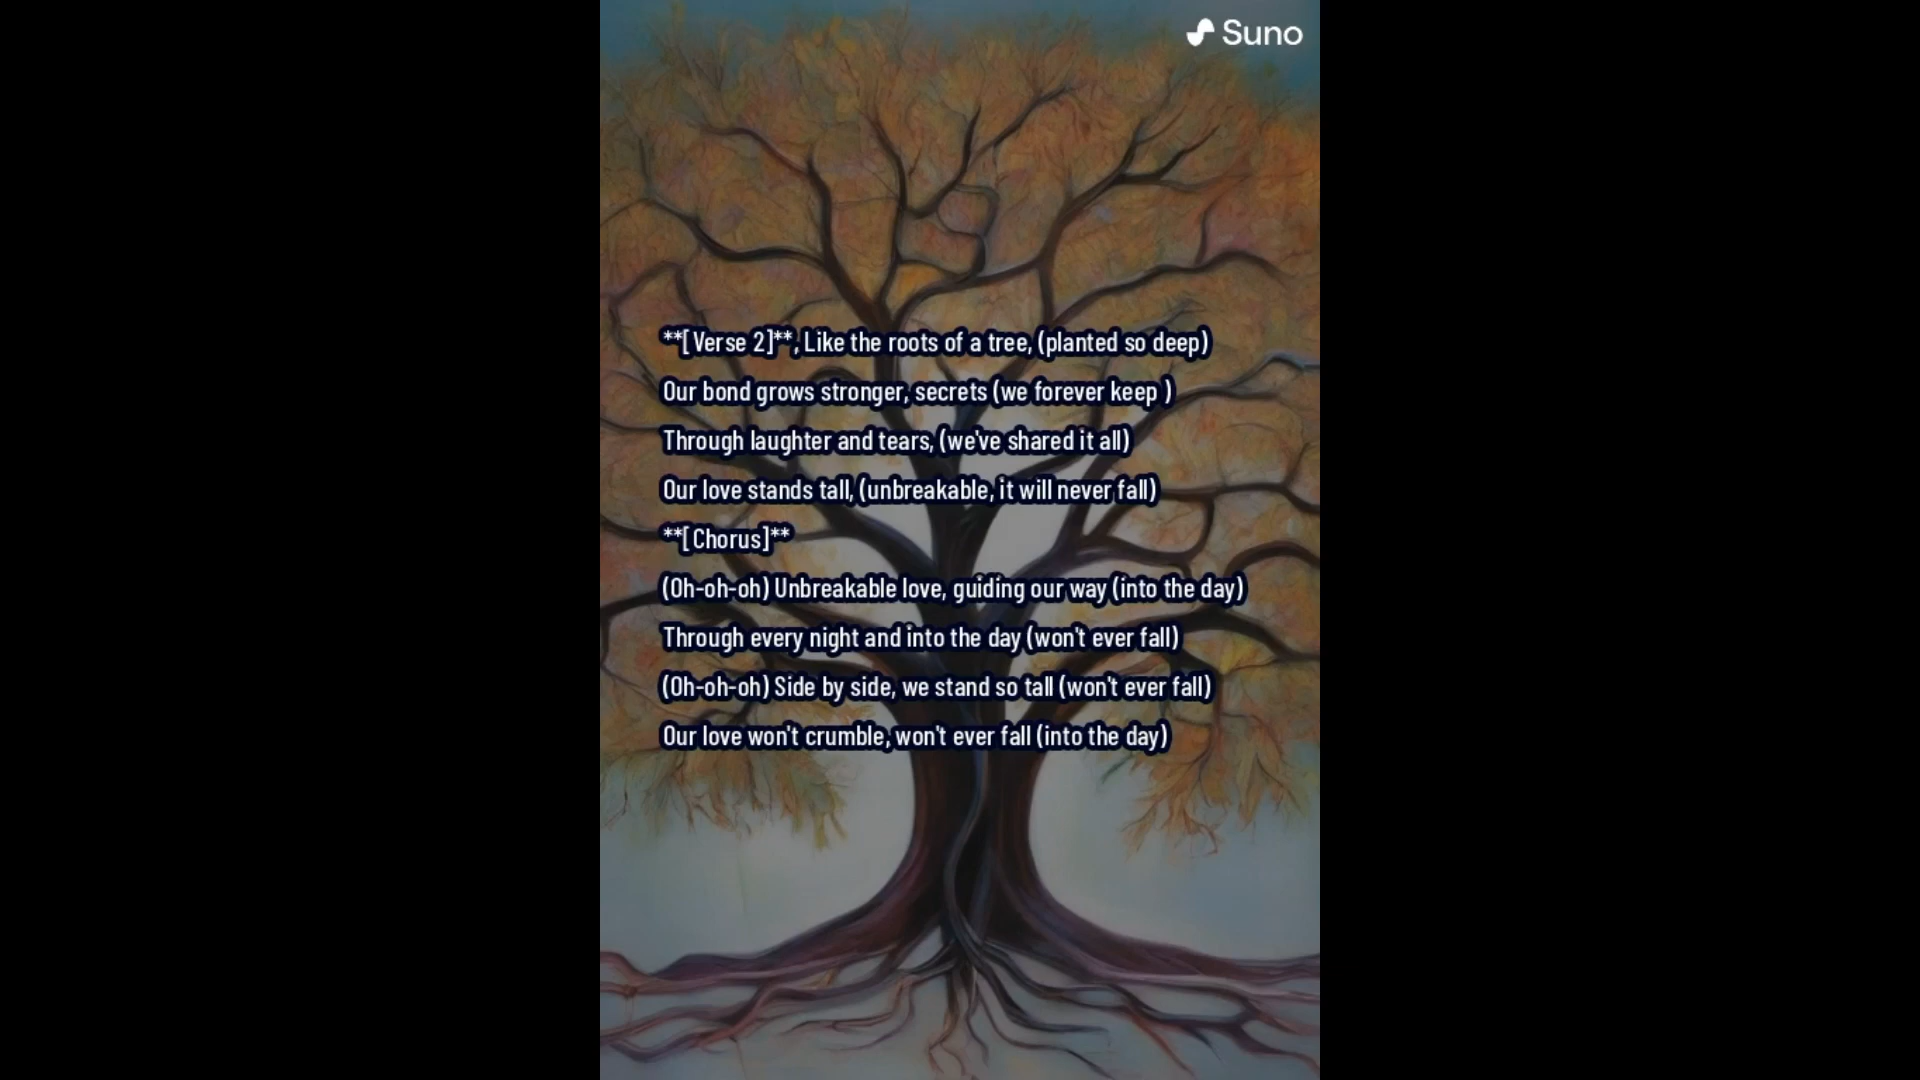 Suno
**[Verse 2]**, Like the roots of a tree, (planted so deep)
Our bond grows stronger, secrets (we forever keep )
Through laughter and tears, (we've shared it all)
Our love stands tall, (unbreakable, it will never fall)
**[Chorus]**
(Oh-oh-oh) Unbreakable love, guiding our way (into the day)
Through every night and into the day (won't ever fall)
(Oh-oh-oh) Side by side, we stand so tall (won't ever fall)
Our love won't crumble, won't ever fall (into the day)